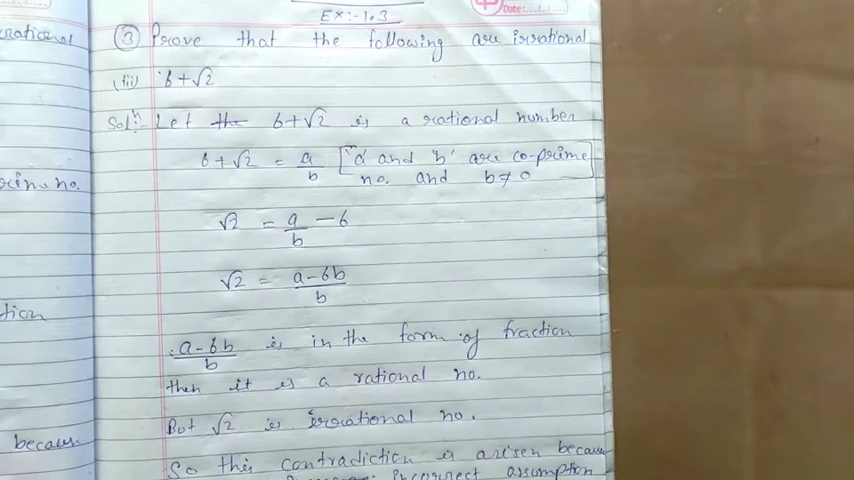 Ex:-1.3
Date:
③ Prove that the following are irrational
(iii) 6+√2
Solⁿ:- Let the 6+√2 is a rational number
6+√2 = a/b ["a' and 'b' are co-prime
no. and b≠0]
√2 = a/b - 6
√2 = a-6b/b
∴ a-6b/b is in the form of fraction
then it is a rational no.
But √2 is irrational no.
So this contradiction is arisen because
incorrect assumption
tion
because